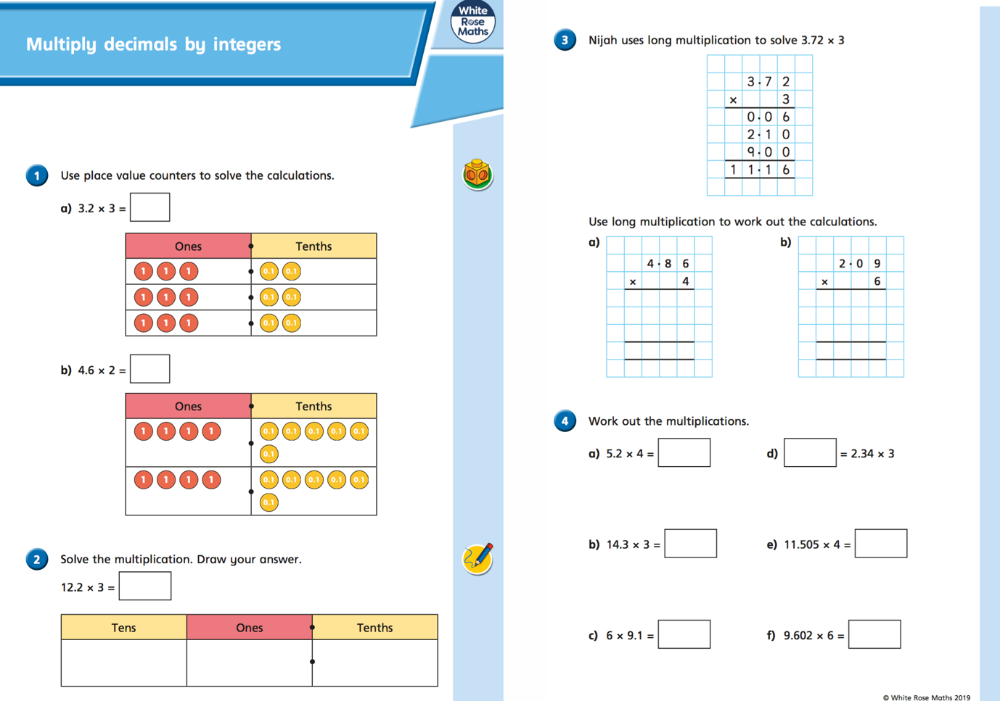 Multiply decimals by integers
White
Rose
Maths
1 Use place value counters to solve the calculations.
a) 3.2 × 3 =
Ones Tenths
1 1 1 0.1 0.1
1 1 1 0.1 0.1
1 1 1 0.1 0.1
b) 4.6 × 2 =
Ones Tenths
1 1 1 1 0.1 0.1 0.1 0.1 0.1
0.1
1 1 1 1 0.1 0.1 0.1 0.1 0.1
0.1
2 Solve the multiplication. Draw your answer.
12.2 × 3 =
Tens Ones Tenths
3 Nijah uses long multiplication to solve 3.72 × 3
3·7 2
× 3
0·0 6
2·1 0
9·0 0
1 1·1 6
Use long multiplication to work out the calculations.
a) b)
4·8 6 2·0 9
× 4 × 6
4 Work out the multiplications.
a) 5.2 × 4 = d) = 2.34 × 3
b) 14.3 × 3 = e) 11.505 × 4 =
c) 6 × 9.1 = f) 9.602 × 6 =
© White Rose Maths 2019